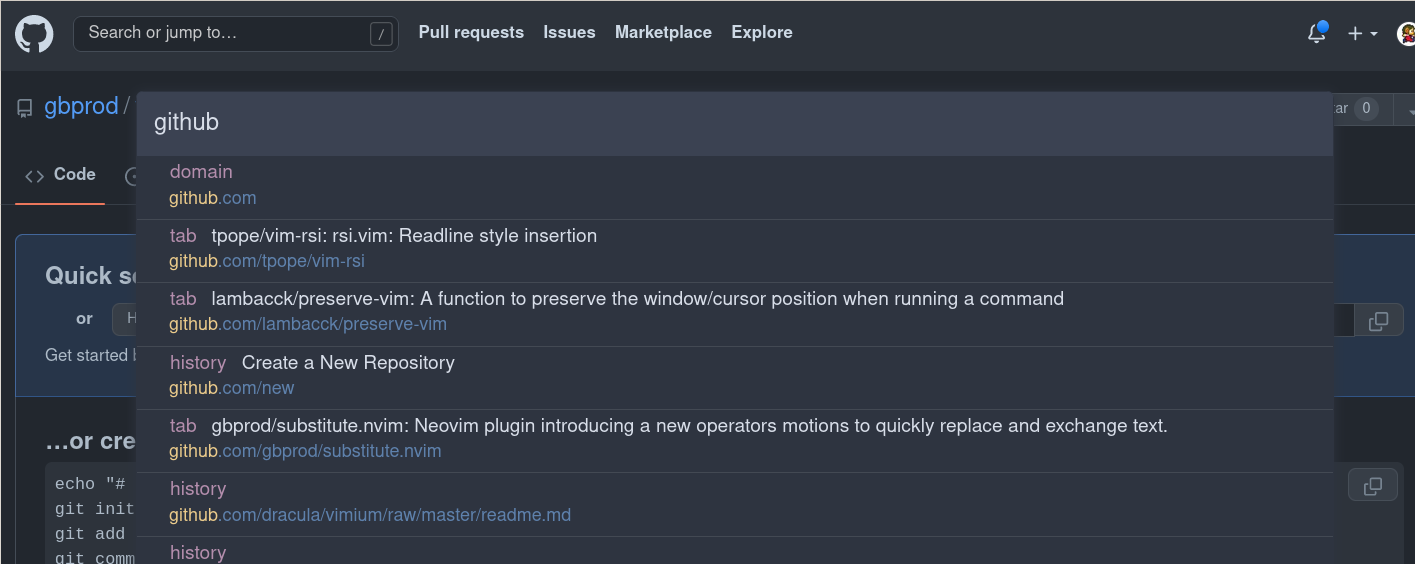 Search or jump to… / Pull requests Issues Marketplace Explore
gbprod /
0
github
domain
github.com
Code
tab tpope/vim-rsi: rsi.vim: Readline style insertion
github.com/tpope/vim-rsi
Quick
tab lambacck/preserve-vim: A function to preserve the window/cursor position when running a command
or
github.com/lambacck/preserve-vim
Get started
history Create a New Repository
github.com/new
tab gbprod/substitute.nvim: Neovim plugin introducing a new operators motions to quickly replace and exchange text.
…or cre
github.com/gbprod/substitute.nvim
echo "#
history
git init
github.com/dracula/vimium/raw/master/readme.md
git add
git comm
history